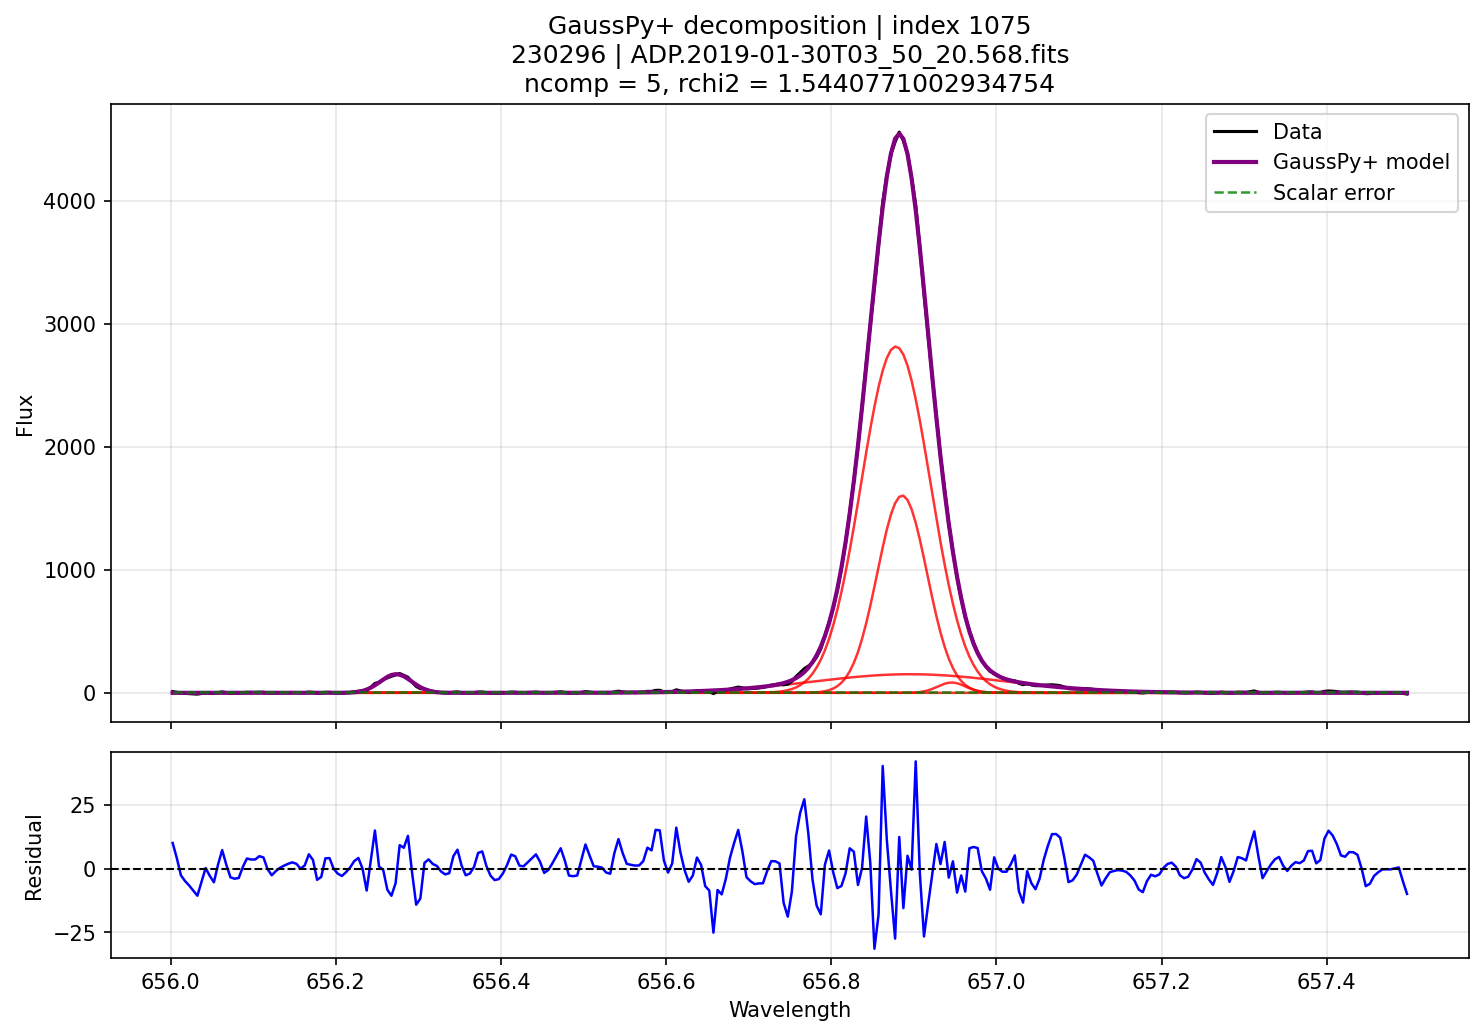 GaussPy+ decomposition | index 1075
230296 | ADP.2019-01-30T03_50_20.568.fits
ncomp = 5, rchi2 = 1.5440771002934754
Data
GaussPy+ model
Scalar error
4000
3000
2000
1000
0
Flux
25
0
−25
Residual
656.0 656.2 656.4 656.6 656.8 657.0 657.2 657.4
Wavelength